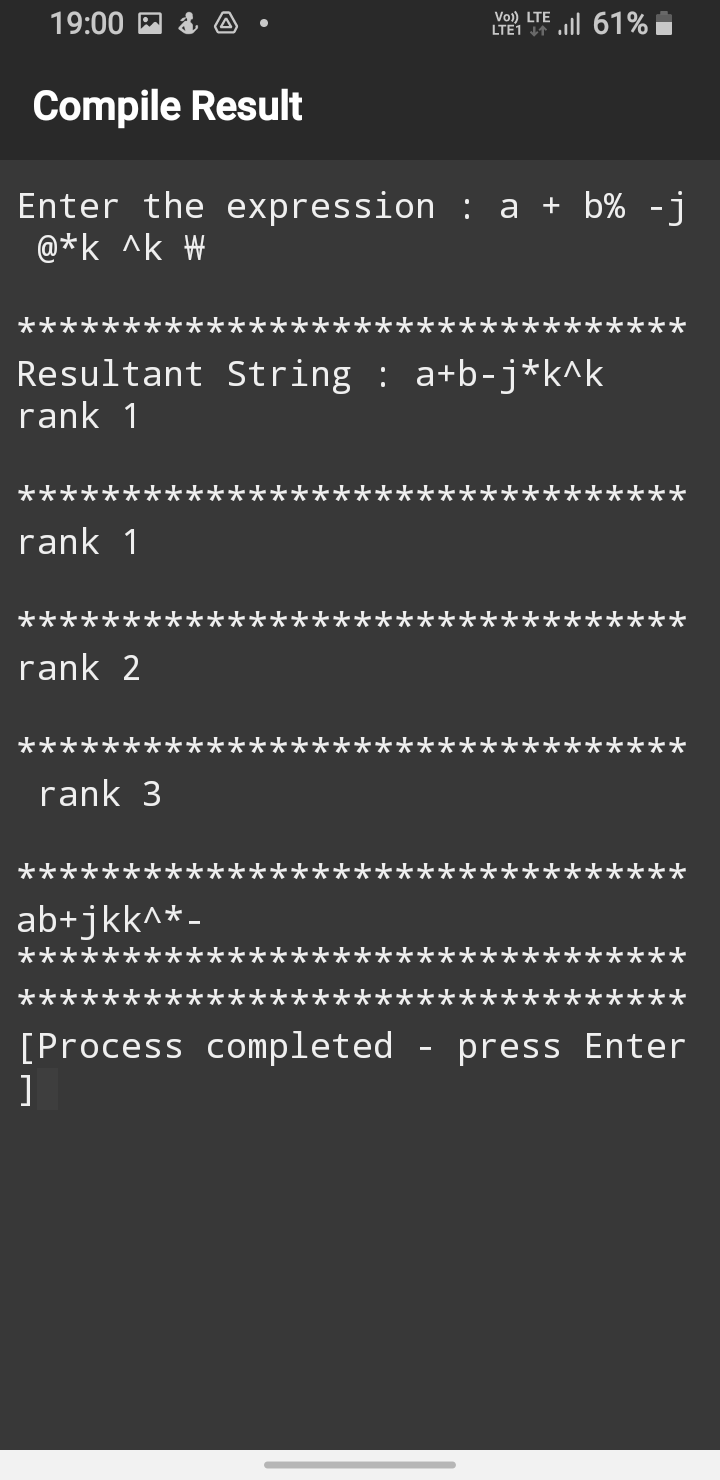 19:00
Vo)) LTE
LTE1
61%
Compile Result
Enter the expression : a + b% -j
@*k ^k ₩
********************************
Resultant String : a+b-j*k^k
rank 1
********************************
rank 1
********************************
rank 2
********************************
rank 3
********************************
ab+jkk^*-
********************************
********************************
[Process completed - press Enter
]